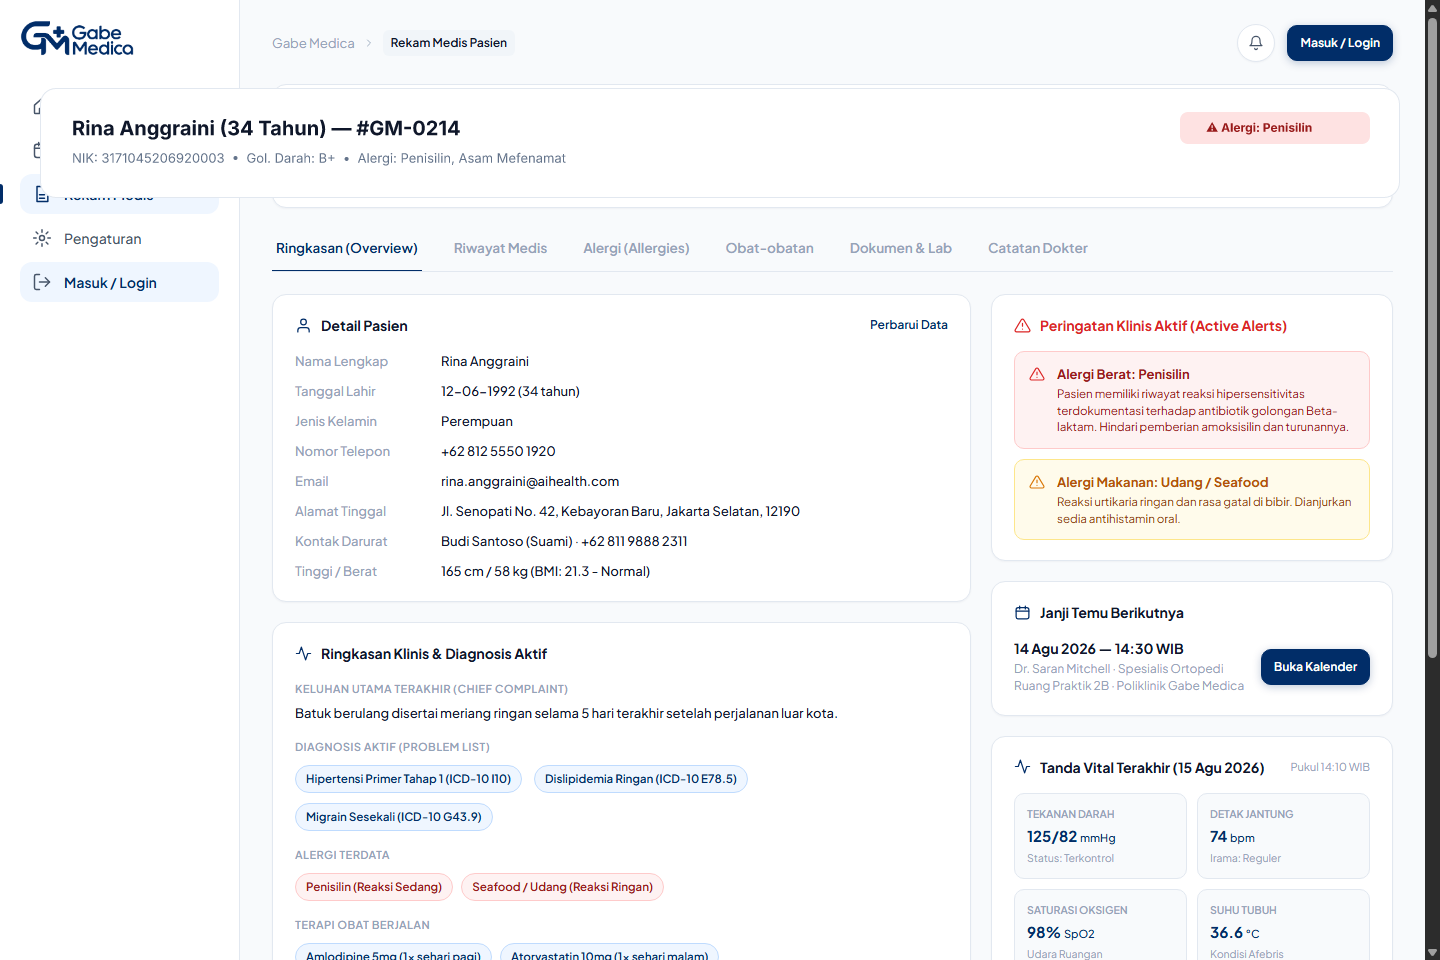 Gabe
Medica
Gabe Medica
Rekam Medis Pasien
Masuk / Login
Rina Anggraini (34 Tahun) — #GM-0214
NIK: 3171045206920003 • Gol. Darah: B+ • Alergi: Penisilin, Asam Mefenamat
Alergi: Penisilin
Rekam Medis
Pengaturan
Masuk / Login
Ringkasan (Overview)
Riwayat Medis
Alergi (Allergies)
Obat-obatan
Dokumen & Lab
Catatan Dokter
Detail Pasien
Perbarui Data
Nama Lengkap
Rina Anggraini
Tanggal Lahir
12-06-1992 (34 tahun)
Jenis Kelamin
Perempuan
Nomor Telepon
+62 812 5550 1920
Email
rina.anggraini@aihealth.com
Alamat Tinggal
Jl. Senopati No. 42, Kebayoran Baru, Jakarta Selatan, 12190
Kontak Darurat
Budi Santoso (Suami) · +62 811 9888 2311
Tinggi / Berat
165 cm / 58 kg (BMI: 21.3 - Normal)
Ringkasan Klinis & Diagnosis Aktif
KELUHAN UTAMA TERAKHIR (CHIEF COMPLAINT)
Batuk berulang disertai meriang ringan selama 5 hari terakhir setelah perjalanan luar kota.
DIAGNOSIS AKTIF (PROBLEM LIST)
Hipertensi Primer Tahap 1 (ICD-10 I10)
Dislipidemia Ringan (ICD-10 E78.5)
Migrain Sesekali (ICD-10 G43.9)
ALERGI TERDATA
Penisilin (Reaksi Sedang)
Seafood / Udang (Reaksi Ringan)
TERAPI OBAT BERJALAN
Amlodipine 5mg (1x sehari pagi)
Atorvastatin 10mg (1x sehari malam)
Peringatan Klinis Aktif (Active Alerts)
Alergi Berat: Penisilin
Pasien memiliki riwayat reaksi hipersensitivitas
terdokumentasi terhadap antibiotik golongan Beta-
laktam. Hindari pemberian amoksisilin dan turunannya.
Alergi Makanan: Udang / Seafood
Reaksi urtikaria ringan dan rasa gatal di bibir. Dianjurkan
sedia antihistamin oral.
Janji Temu Berikutnya
14 Agu 2026 — 14:30 WIB
Dr. Saran Mitchell · Spesialis Ortopedi
Ruang Praktik 2B · Poliklinik Gabe Medica
Buka Kalender
Tanda Vital Terakhir (15 Agu 2026)
Pukul 14:10 WIB
TEKANAN DARAH
125/82 mmHg
Status: Terkontrol
DETAK JANTUNG
74 bpm
Irama: Reguler
SATURASI OKSIGEN
98% SpO2
Udara Ruangan
SUHU TUBUH
36.6 °C
Kondisi Afebris